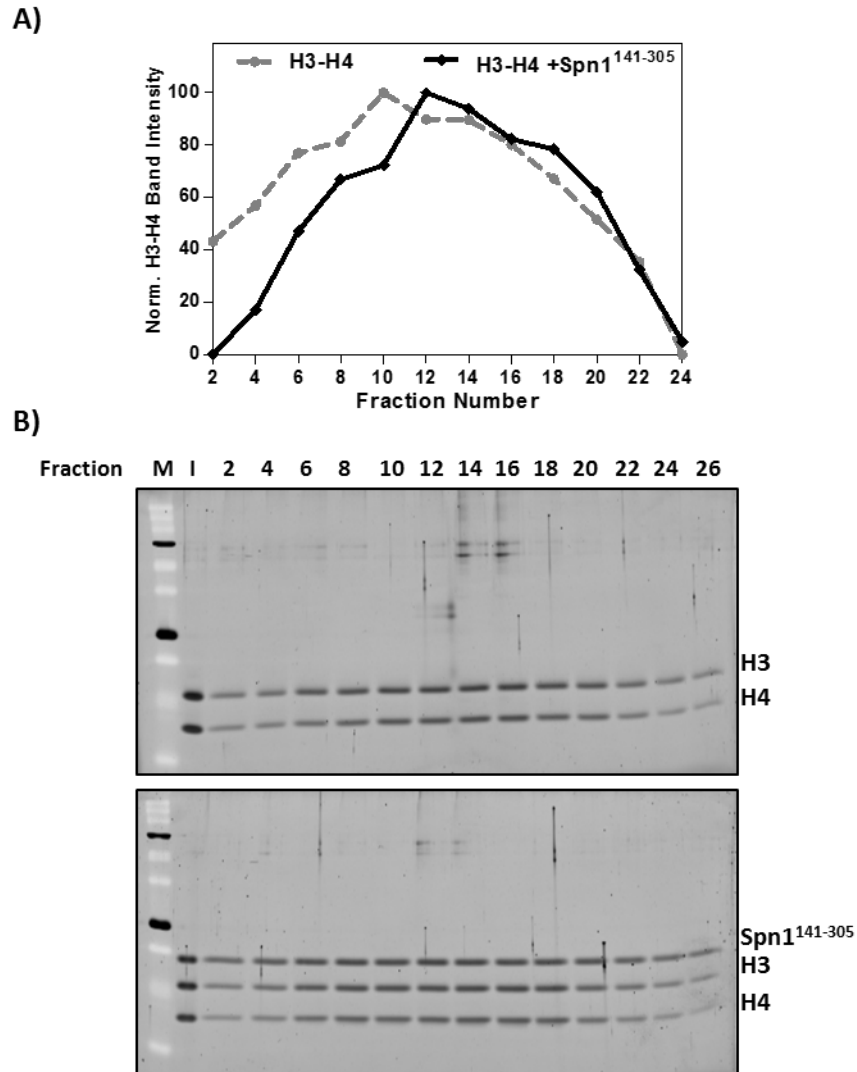 A)
H3-H4 H3-H4 +Spn1141-305
Norm. H3-H4 Band Intensity
100
80
60
40
20
0
2 4 6 8 10 12 14 16 18 20 22 24
Fraction Number
B)
Fraction M I 2 4 6 8 10 12 14 16 18 20 22 24 26
H3
H4
Spn1141-305
H3
H4